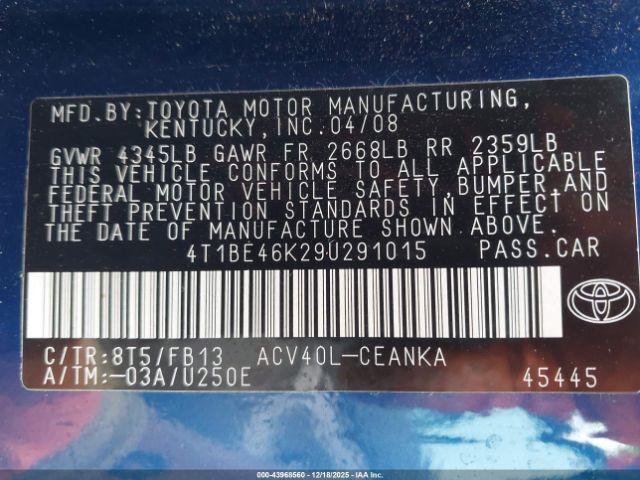 MFD.BY:TOYOTA MOTOR MANUFACTURING,
KENTUCKY,INC.04/08
GVWR 4345LB GAWR FR 2668LB RR 2359LB
THIS VEHICLE CONFORMS TO ALL APPLICABLE
FEDERAL MOTOR VEHICLE SAFETY,BUMPER,AND
THEFT PREVENTION STANDARDS IN EFFECT ON
THE DATE OF MANUFACTURE SHOWN ABOVE.
4T1BE46K29U291015 PASS.CAR
C/TR:8T5/FB13 ACV40L-CEANKA
A/TM:-03A/U250E 45445
000-43968560 - 12/18/2025 - IAA Inc.